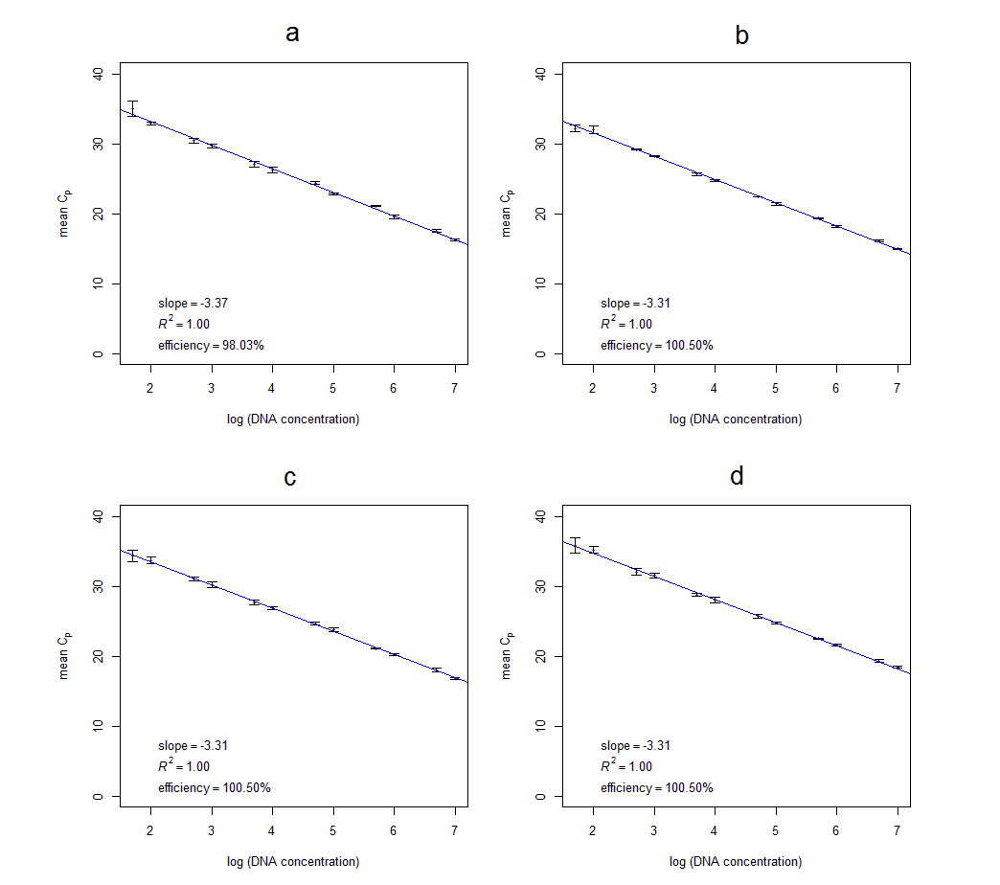 a
40
30
20
10
0
mean Cp
slope = -3.37
R2 = 1.00
efficiency = 98.03%
2 3 4 5 6 7
log (DNA concentration)
b
40
30
20
10
0
mean Cp
slope = -3.31
R2 = 1.00
efficiency = 100.50%
2 3 4 5 6 7
log (DNA concentration)
c
40
30
20
10
0
mean Cp
slope = -3.31
R2 = 1.00
efficiency = 100.50%
2 3 4 5 6 7
log (DNA concentration)
d
40
30
20
10
0
mean Cp
slope = -3.31
R2 = 1.00
efficiency = 100.50%
2 3 4 5 6 7
log (DNA concentration)